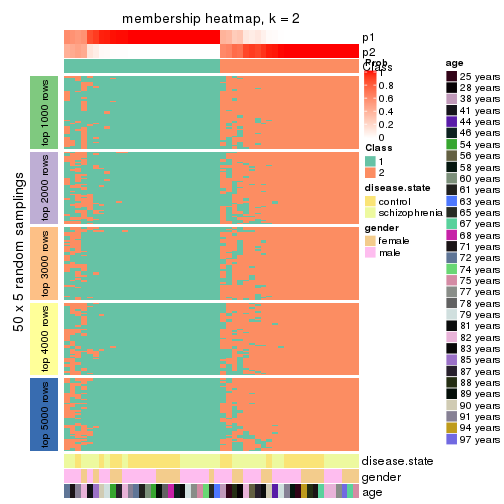 membership heatmap, k = 2
p1
p2
Class
50 x 5 random samplings
top 1000 rows
top 2000 rows
top 3000 rows
top 4000 rows
top 5000 rows
disease.state
gender
age
Prob
1
0.8
0.6
0.4
0.2
0
Class
1
2
disease.state
control
schizophrenia
gender
female
male
age
25 years
28 years
38 years
41 years
44 years
46 years
54 years
56 years
58 years
60 years
61 years
63 years
65 years
67 years
68 years
71 years
72 years
74 years
75 years
77 years
78 years
79 years
81 years
82 years
83 years
85 years
87 years
88 years
89 years
90 years
91 years
94 years
97 years